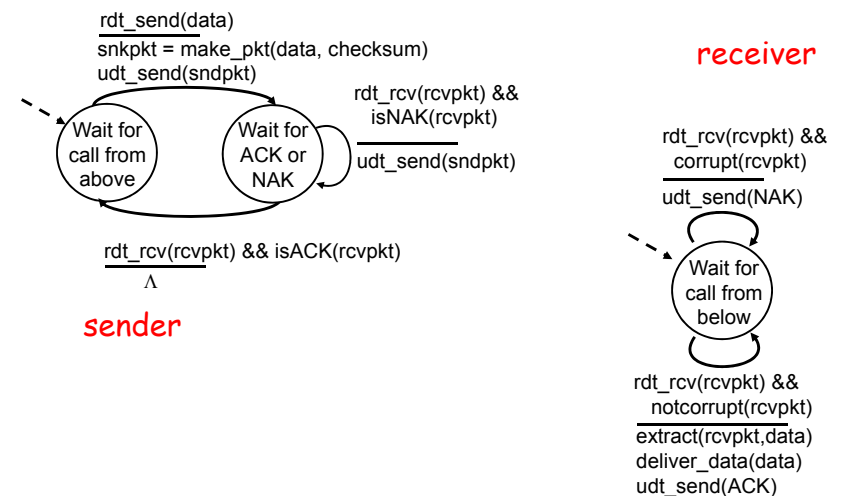 rdt_send(data)
snkpkt = make_pkt(data, checksum)
udt_send(sndpkt)
Wait for
call from
above
Wait for
ACK or
NAK
rdt_rcv(rcvpkt) &&
isNAK(rcvpkt)
udt_send(sndpkt)
rdt_rcv(rcvpkt) && isACK(rcvpkt)
Λ
sender
receiver
rdt_rcv(rcvpkt) &&
corrupt(rcvpkt)
udt_send(NAK)
Wait for
call from
below
rdt_rcv(rcvpkt) &&
notcorrupt(rcvpkt)
extract(rcvpkt,data)
deliver_data(data)
udt_send(ACK)